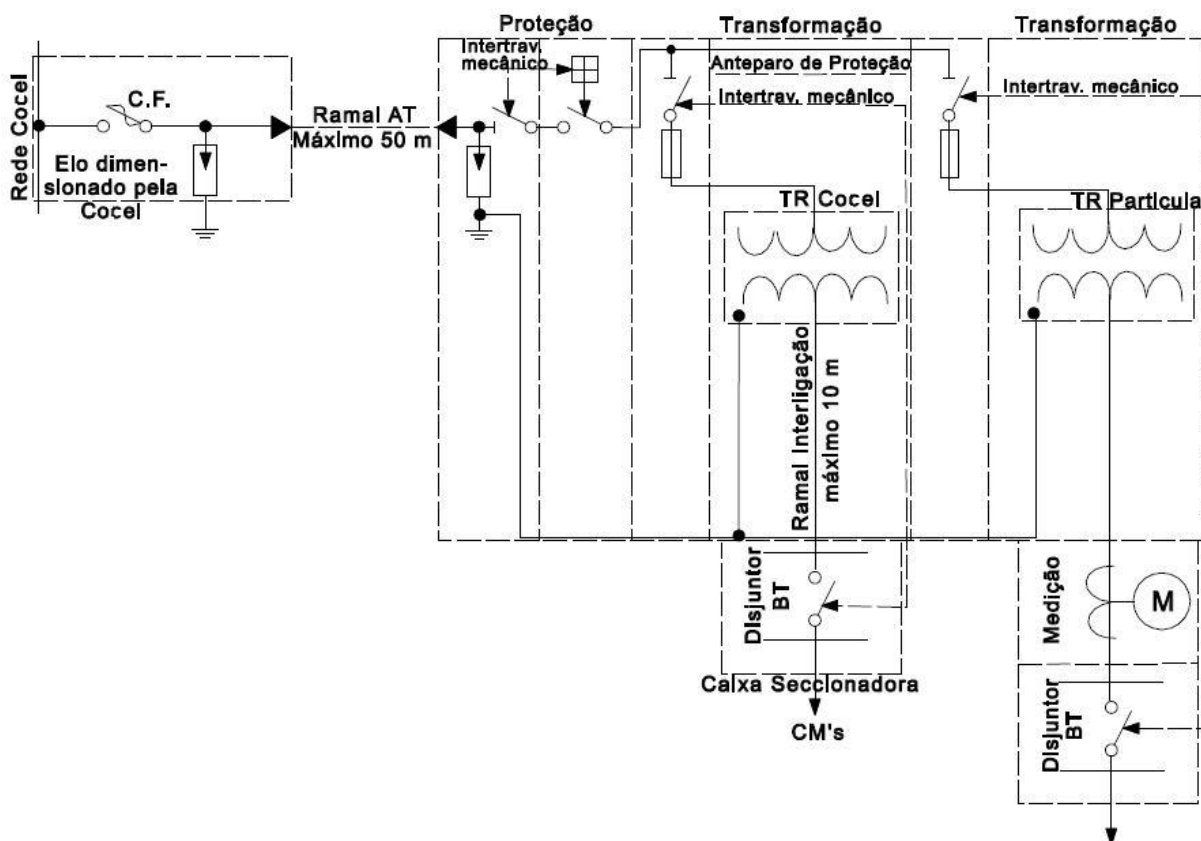 Proteção
Transformação
Transformação
Intertrav.
mecânico
Anteparo de Proteção
Intertrav. mecânico
Intertrav. mecânico
Rede Cocel
C.F.
Elo dimen-
sionado pela
Cocel
Ramal AT
Máximo 50 m
TR Cocel
TR Particula
Ramal Interligação
máximo 10 m
Disjuntor
BT
Caixa Seccionadora
CM's
Medição
M
Disjuntor
BT